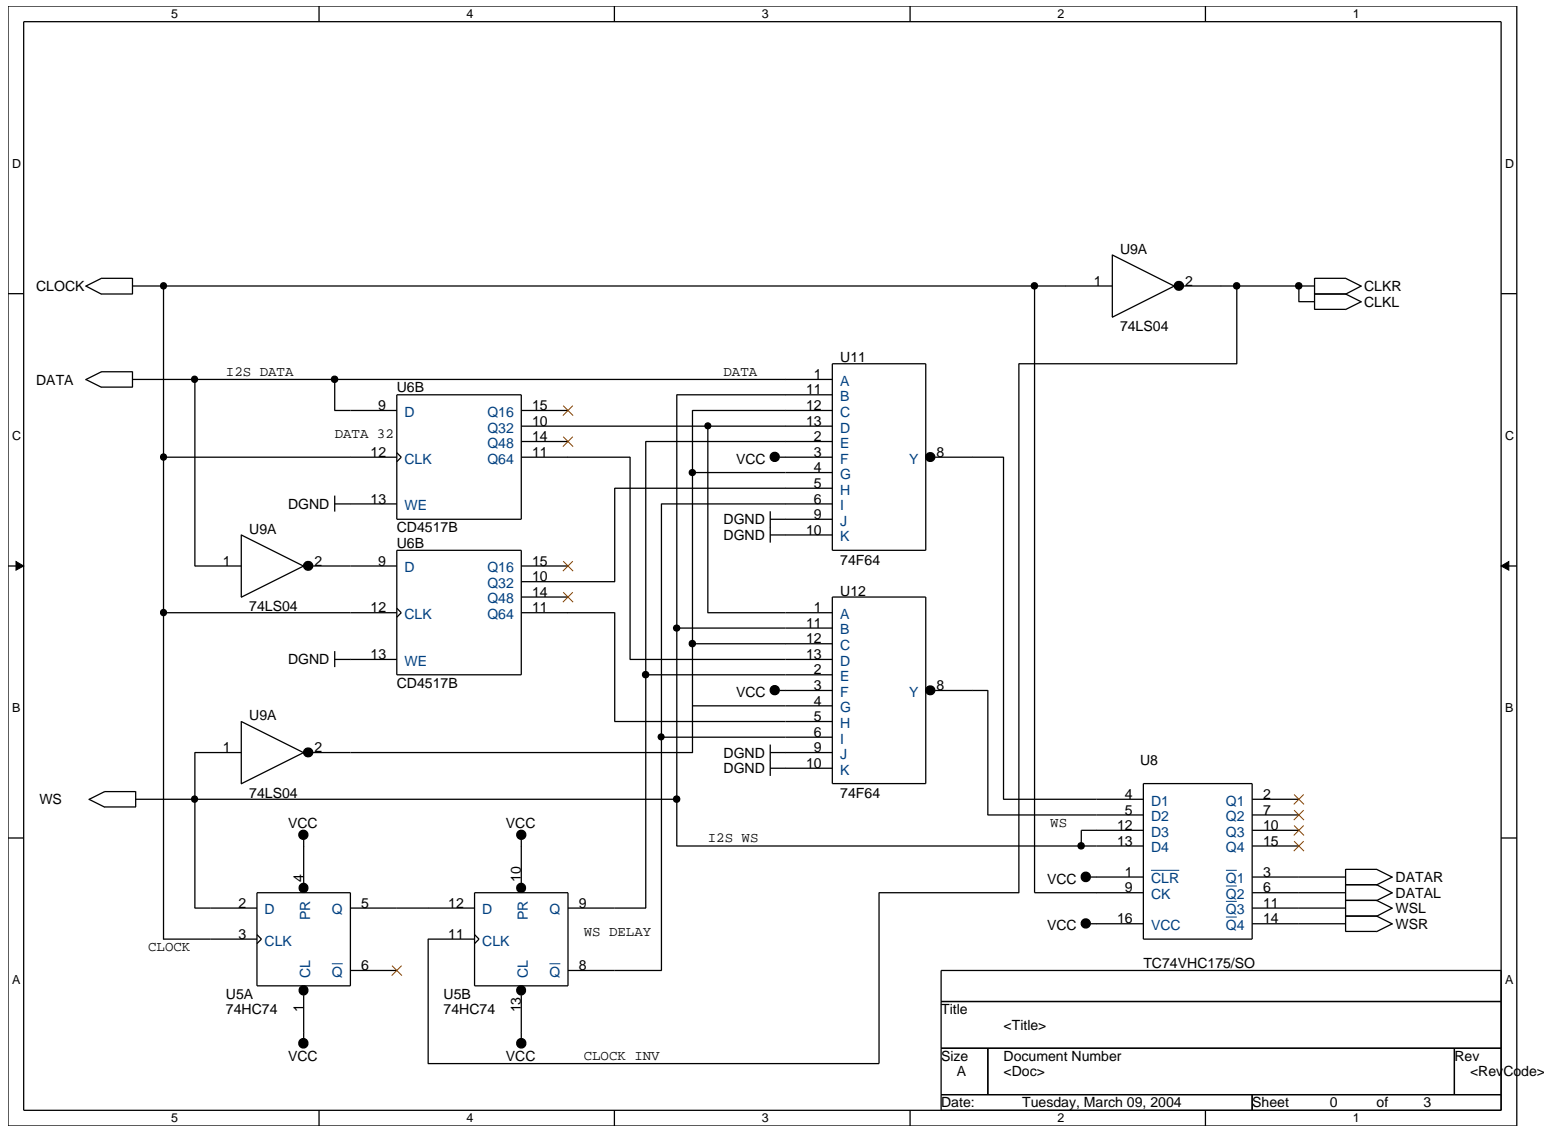 5 4 3 2 1
D D
U9A
CLOCK 1 2 CLKR
CLKL
74LS04
U11
DATA I2S DATA DATA 1 A
U6B 11 B
9 D Q16 15 12 C
Q32 10 13 D
DATA 32 Q48 14 2 E
C C
12 CLK Q64 11 VCC 3 F Y 8
4 G
5 H
DGND 13 WE 6 I
DGND 9 J
CD4517B DGND 10 K
U9A U6B 74F64
1 2 9 D Q16 15
Q32 10 U12
Q48 14
74LS04 12 CLK Q64 11 1 A
11 B
12 C
DGND 13 WE 13 D
2 E
CD4517B VCC 3 F Y 8
4 G
B B
U9A 5 H
6 I
1 2 DGND 9 J
DGND 10 K
U8
74LS04 74F64
WS 4 D1 Q1 2
5 D2 Q2 7
VCC VCC WS 12 D3 Q3 10
I2S WS 13 D4 Q4 15
4 10 VCC 1 CLR Q1 3 DATAR
9 CK Q2 6 DATAL
2 D PR Q 5 12 D PR Q 9 Q3 11 WSL
VCC 16 VCC Q4 14 WSR
CLOCK 3 CLK 11 CLK WS DELAY
CL Q 6 CL Q 8
TC74VHC175/SO
A A
U5A 1 U5B 13
74HC74 74HC74
VCC VCC CLOCK INV
Title
<Title>
Size Document Number Rev
A <Doc> <RevCode>
Date: Tuesday, March 09, 2004 Sheet 0 of 3
5 4 3 2 1